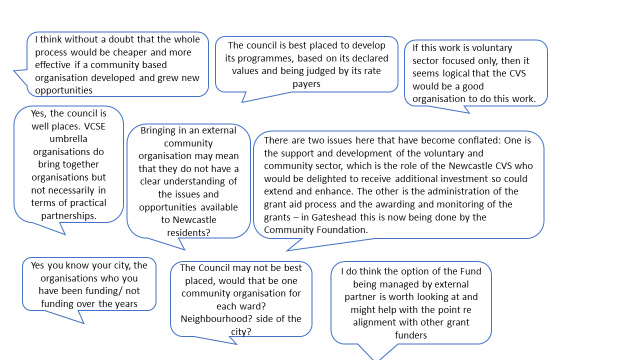 I think without a doubt that the whole
process would be cheaper and more
effective if a community based
organisation developed and grew new
opportunities
The council is best placed to develop
its programmes, based on its declared
values and being judged by its rate
payers
If this work is voluntary
sector focused only, then it
seems logical that the CVS
would be a good
organisation to do this work.
Yes, the council is
well places. VCSE
umbrella
organisations do
bring together
organisations but
not necessarily in
terms of practical
partnerships.
Bringing in an external
community
organisation may mean
that they do not have a
clear understanding of
the issues and
opportunities available
to Newcastle
residents?
There are two issues here that have become conflated: One is
the support and development of the voluntary and
community sector, which is the role of the Newcastle CVS who
would be delighted to receive additional investment so could
extend and enhance. The other is the administration of the
grant aid process and the awarding and monitoring of the
grants – in Gateshead this is now being done by the
Community Foundation.
Yes you know your city, the
organisations who you
have been funding/ not
funding over the years
The Council may not be best
placed, would that be one
community organisation for
each ward?
Neighbourhood? side of the
city?
I do think the option of the Fund
being managed by external
partner is worth looking at and
might help with the point re
alignment with other grant
funders